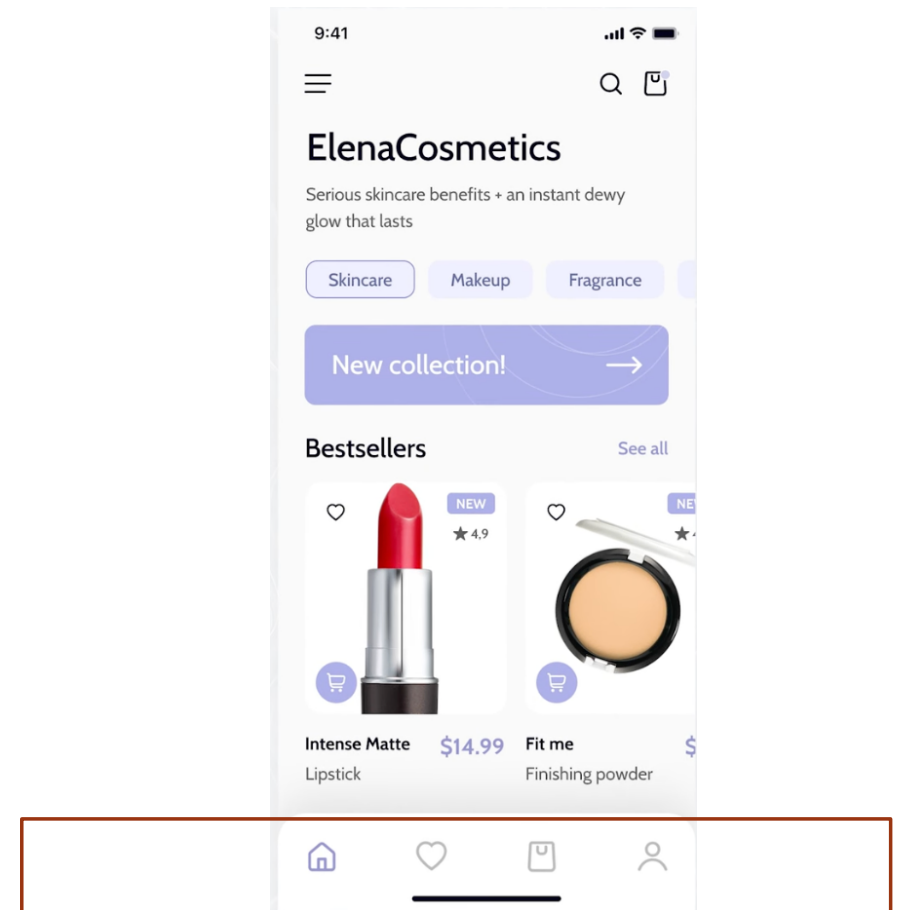 9:41
ElenaCosmetics
Serious skincare benefits + an instant dewy
glow that lasts
Skincare Makeup Fragrance
New collection!
Bestsellers See all
NEW
4,9
Intense Matte $14.99 Fit me $
Lipstick Finishing powder